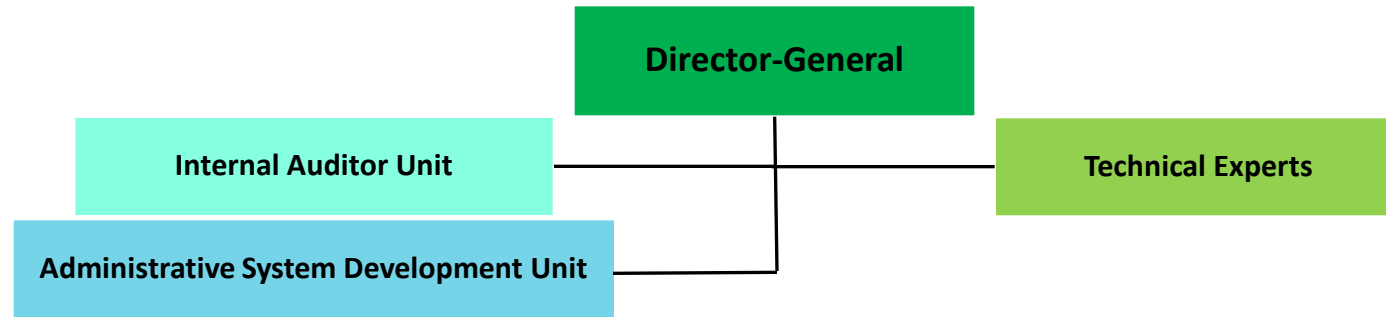 Director-General
Internal Auditor Unit
Technical Experts
Administrative System Development Unit